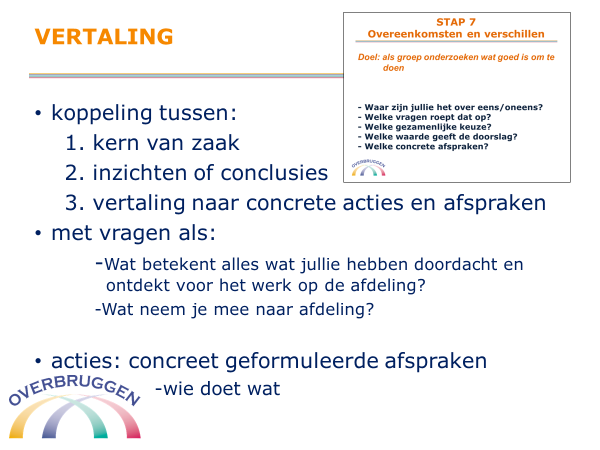 VERTALING
STAP 7
Overeenkomsten en verschillen
Doel: als groep onderzoeken wat goed is om te
doen
- Waar zijn jullie het over eens/oneens?
- Welke vragen roept dat op?
- Welke gezamenlijke keuze?
- Welke waarde geeft de doorslag?
- Welke concrete afspraken?
OVERBRUGGEN
• koppeling tussen:
1. kern van zaak
2. inzichten of conclusies
3. vertaling naar concrete acties en afspraken
• met vragen als:
-Wat betekent alles wat jullie hebben doordacht en
ontdekt voor het werk op de afdeling?
-Wat neem je mee naar afdeling?
• acties: concreet geformuleerde afspraken
-wie doet wat
OVERBRUGGEN